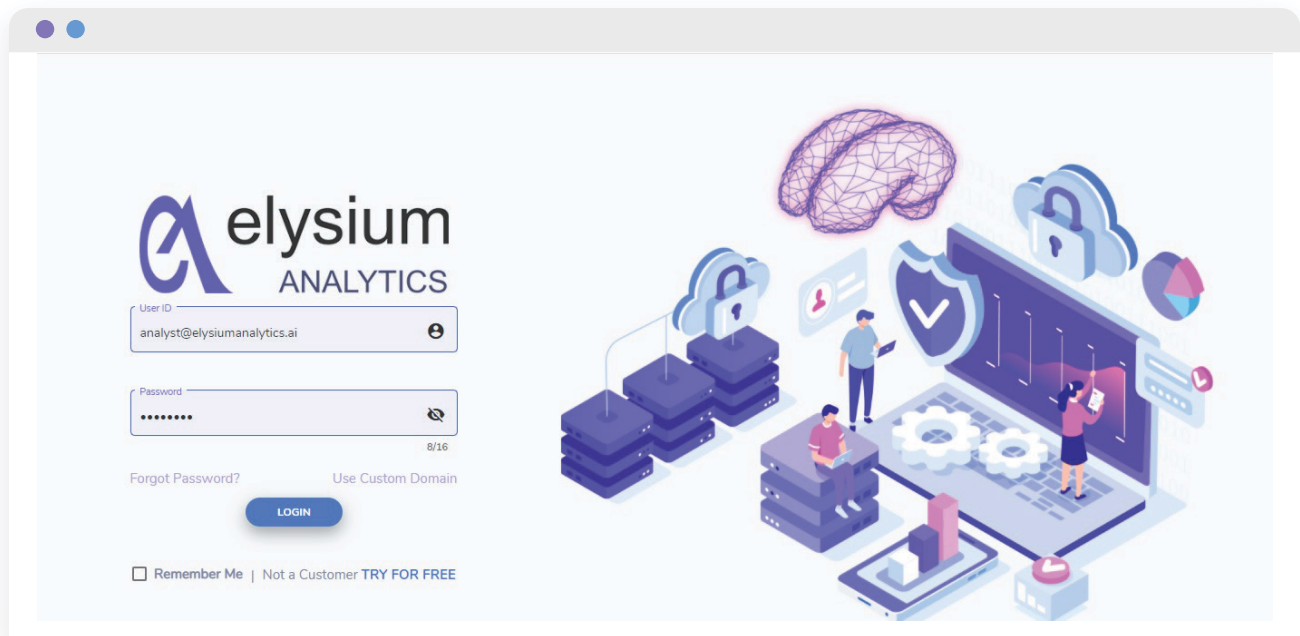 elysium
ANALYTICS
User ID
analyst@elysiumanalytics.ai
Password
••••••••
8/16
Forgot Password? Use Custom Domain
LOGIN
Remember Me | Not a Customer TRY FOR FREE